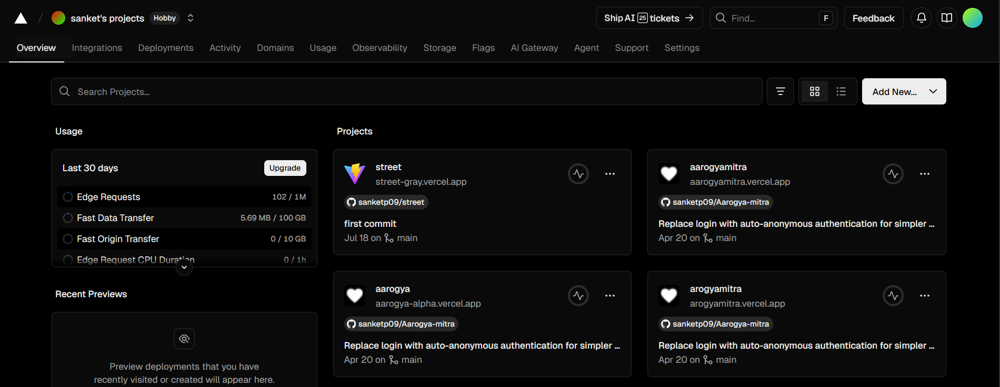 sanket's projects Hobby
Ship AI 25 tickets →
Find...
F
Feedback
Overview Integrations Deployments Activity Domains Usage Observability Storage Flags AI Gateway Agent Support Settings
Search Projects...
Add New...
Usage
Last 30 days
Upgrade
Edge Requests 102 / 1M
Fast Data Transfer 5.69 MB / 100 GB
Fast Origin Transfer 0 / 10 GB
Edge Request CPU Duration 0 / 1h
Recent Previews
Preview deployments that you have
recently visited or created will appear here.
Projects
street
street-gray.vercel.app
sanketp09/street
first commit
Jul 18 on main
aarogyamitra
aarogyamitra.vercel.app
sanketp09/Aarogya-mitra
Replace login with auto-anonymous authentication for simpler ...
Apr 20 on main
aarogya
aarogya-alpha.vercel.app
sanketp09/Aarogya-mitra
Replace login with auto-anonymous authentication for simpler ...
Apr 20 on main
arogyamitra
arogyamitra.vercel.app
sanketp09/Aarogya-mitra
Replace login with auto-anonymous authentication for simpler ...
Apr 20 on main